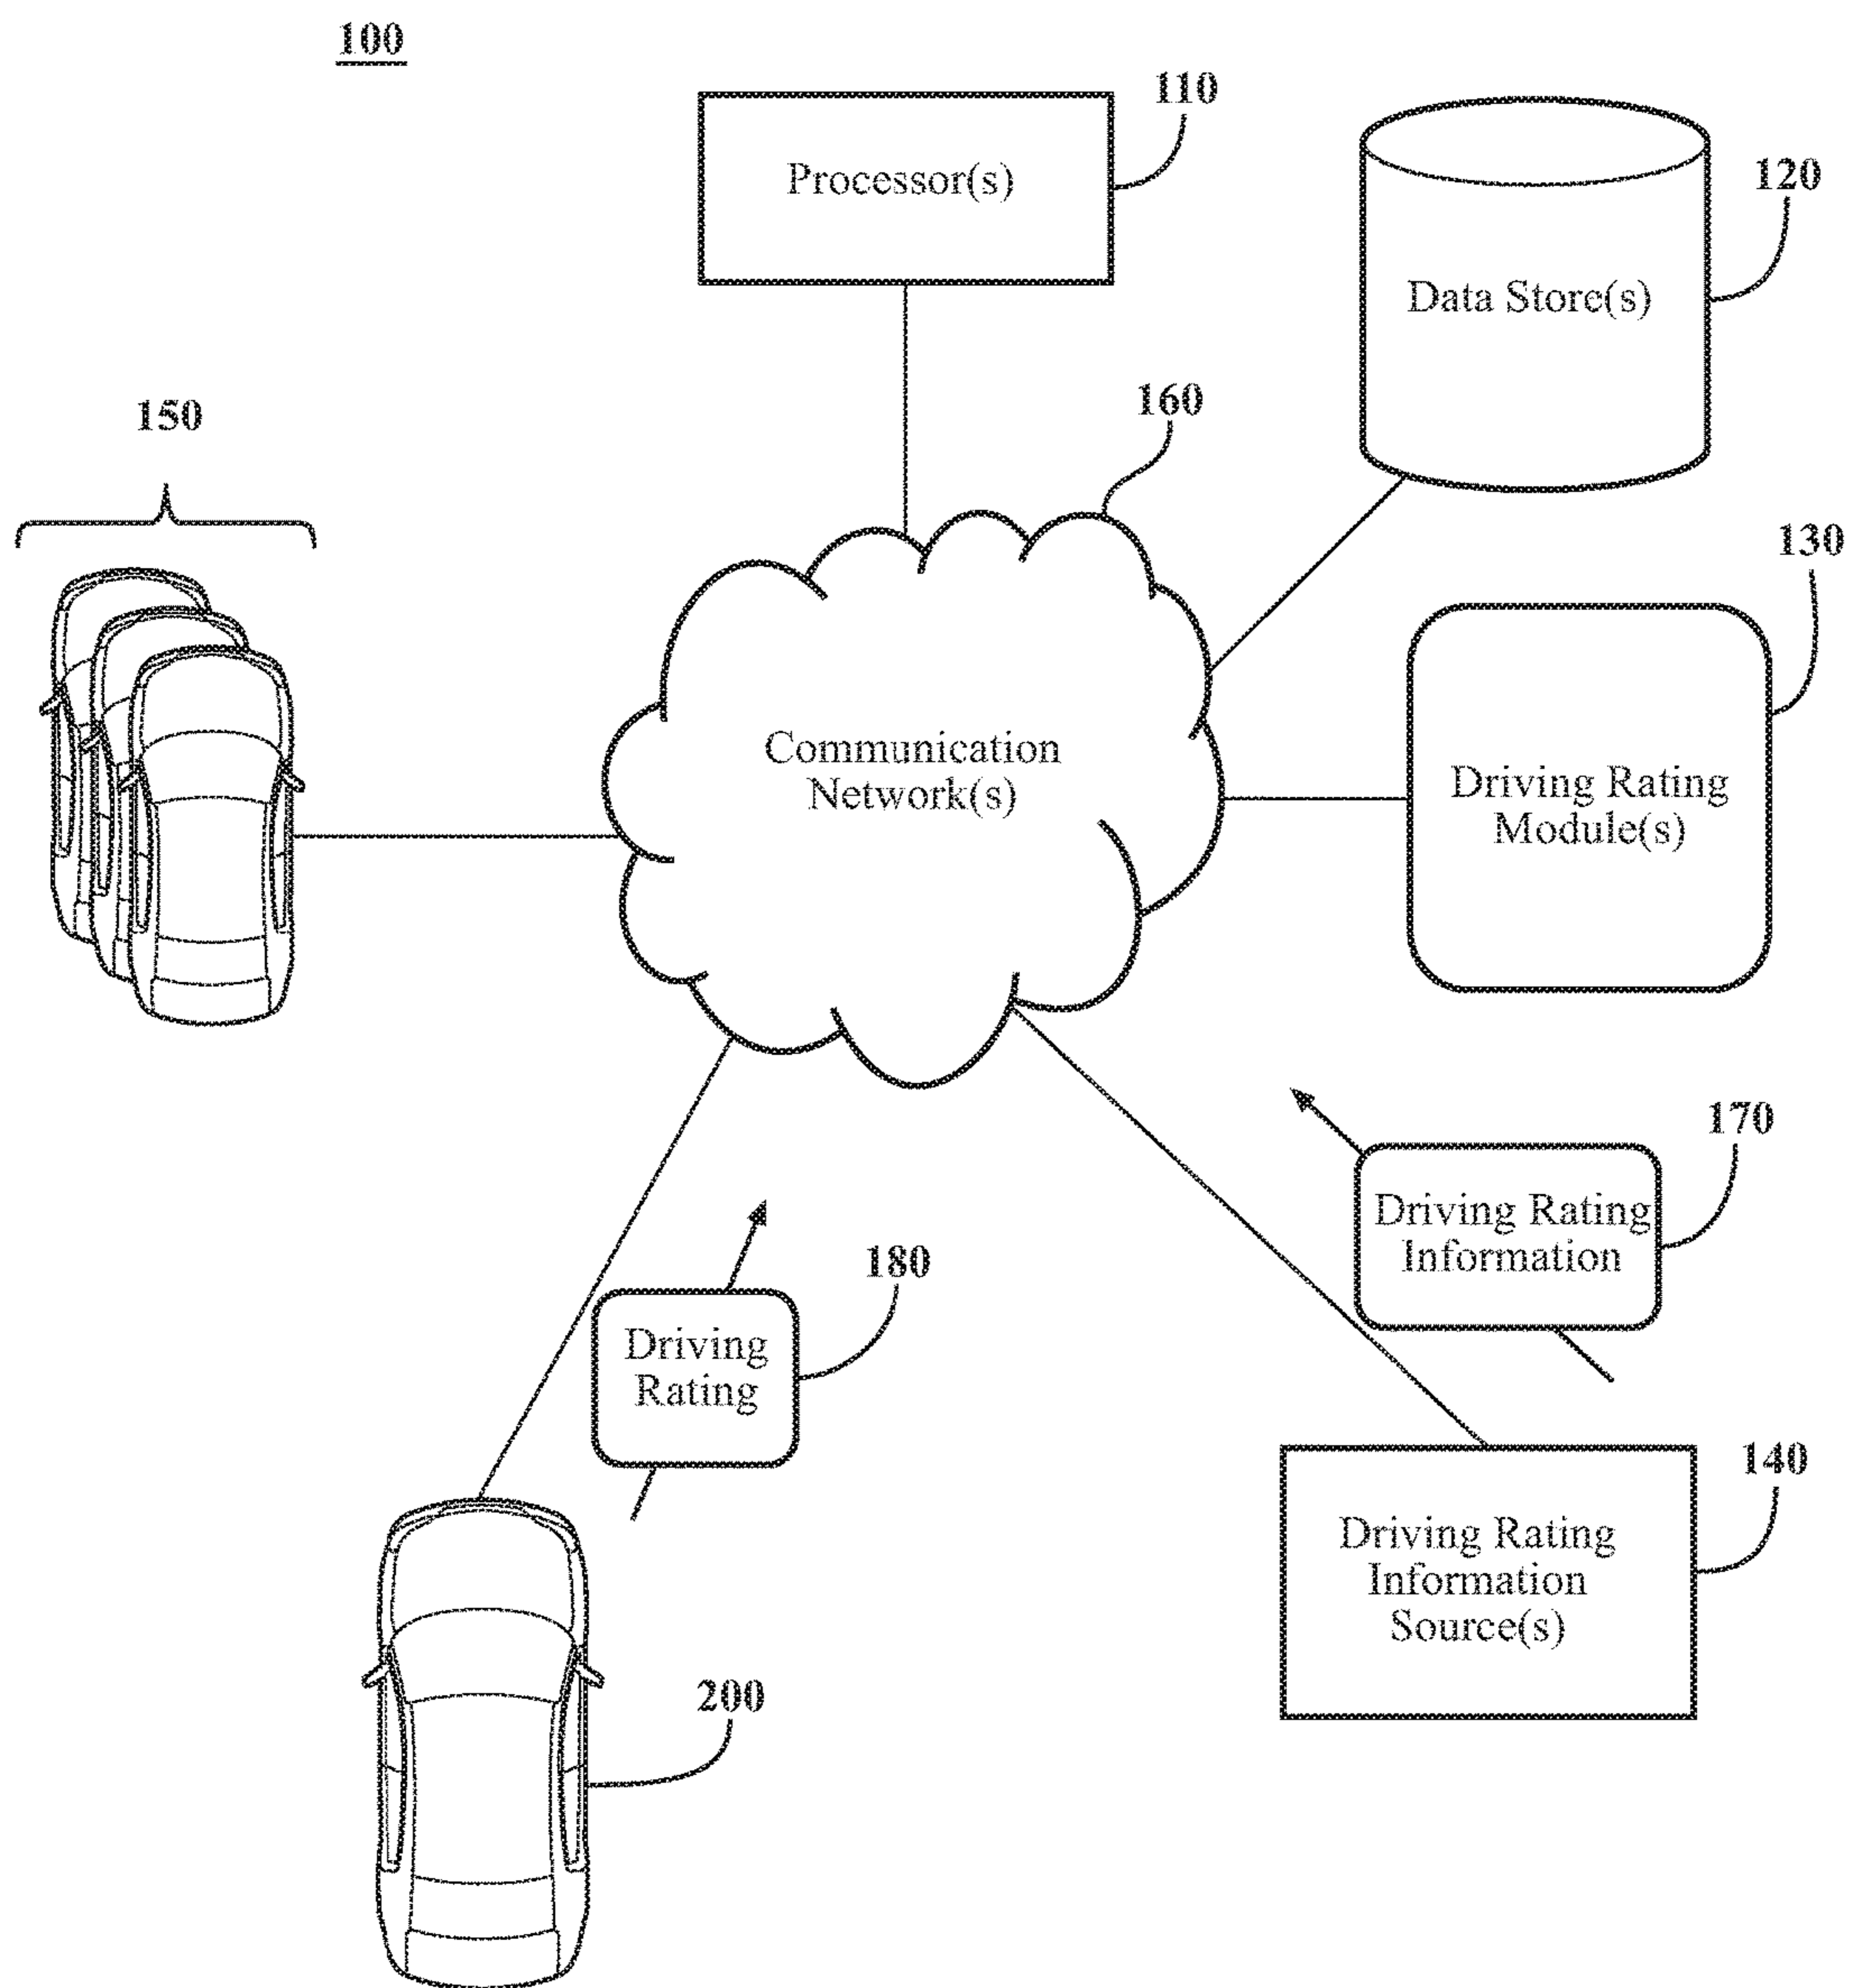 100
110
Processor(s)
120
Data Store(s)
160
150
130
Communication
Network(s)
Driving Rating
Module(s)
170
Driving Rating
Information
180
Driving
Rating
140
Driving Rating
Information
Source(s)
200